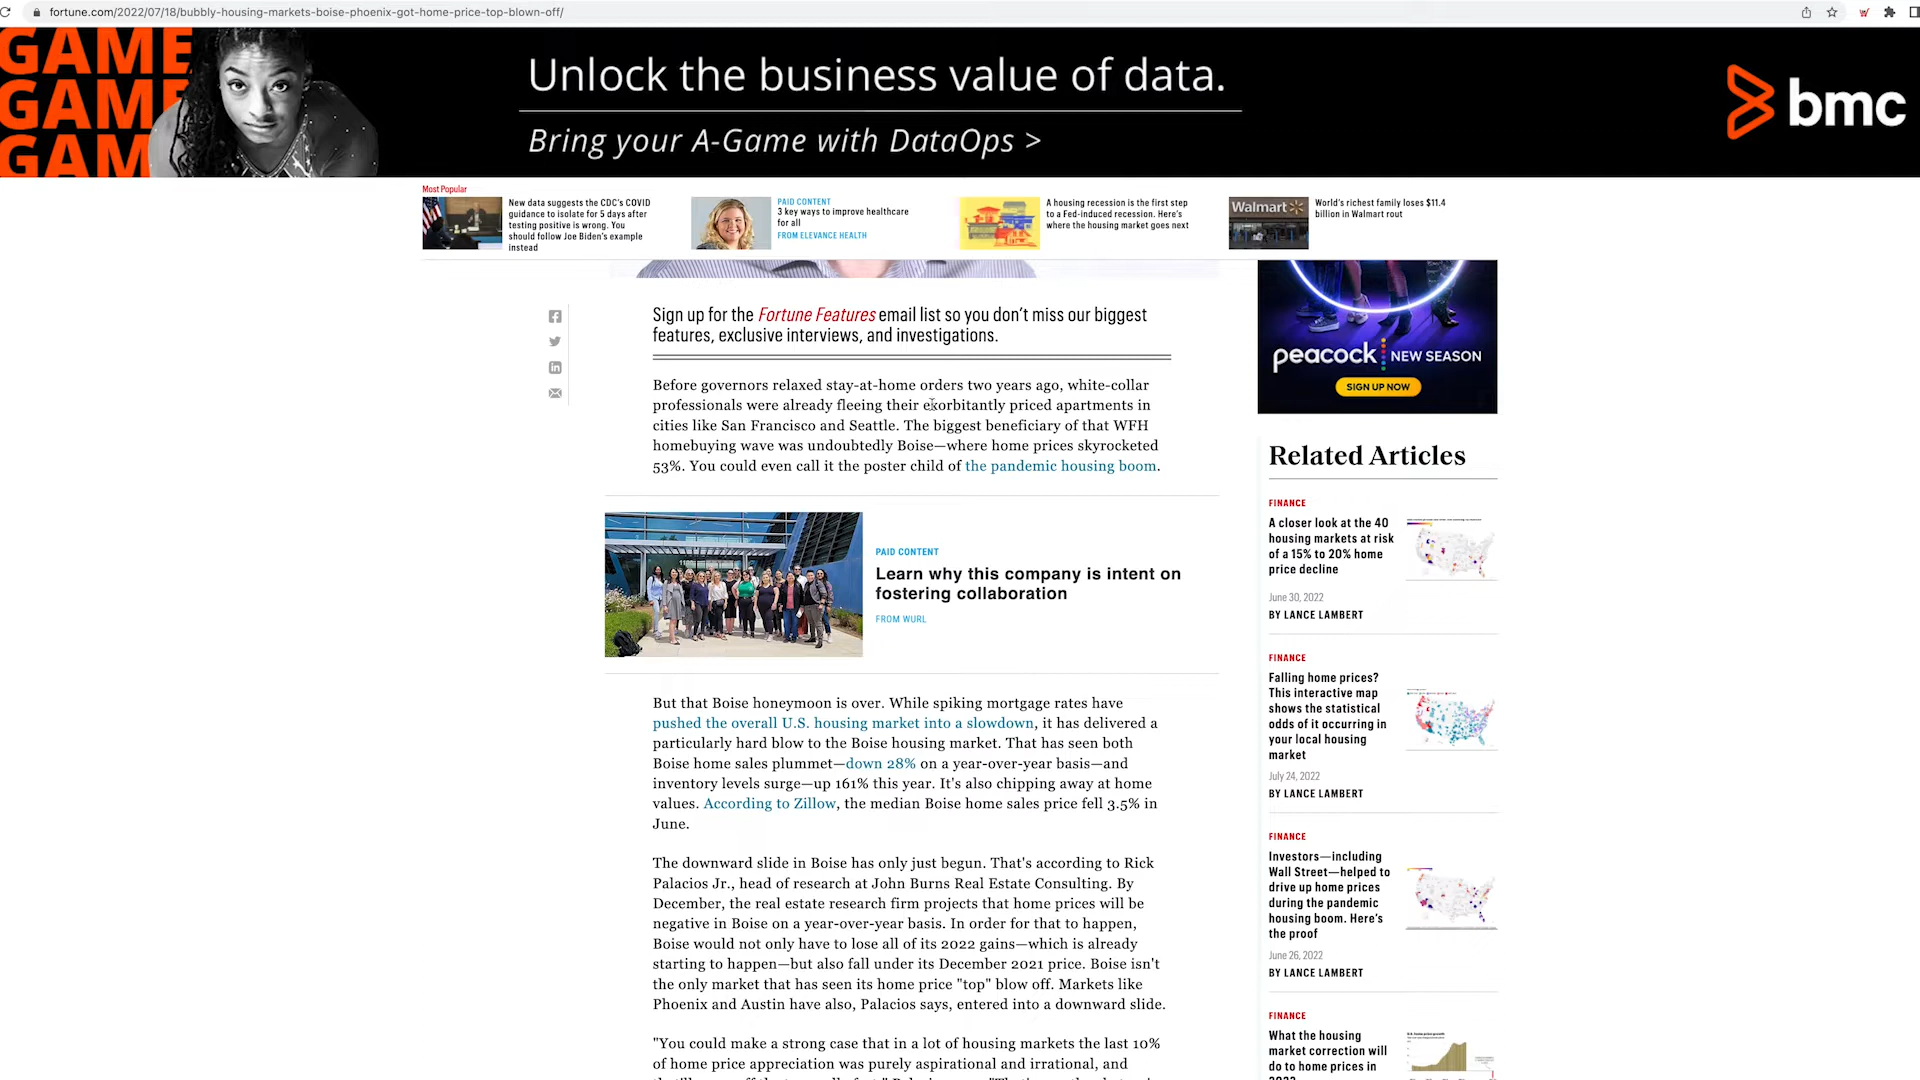 fortune.com/2022/07/18/bubbly-housing-markets-boise-phoenix-got-home-price-top-blown-off/
GAME
GAME
GAM
Unlock the business value of data.
Bring your A-Game with DataOps >
bmc
Most Popular
New data suggests the CDC's COVID
guidance to isolate for 5 days after
testing positive is wrong. You
should follow Joe Biden's example
instead
PAID CONTENT
3 key ways to improve healthcare
for all
FROM ELEVANCE HEALTH
A housing recession is the first step
to a Fed-induced recession. Here's
where the housing market goes next
Walmart
World's richest family loses $11.4
billion in Walmart rout
Sign up for the Fortune Features email list so you don't miss our biggest
features, exclusive interviews, and investigations.
Before governors relaxed stay-at-home orders two years ago, white-collar
professionals were already fleeing their exorbitantly priced apartments in
cities like San Francisco and Seattle. The biggest beneficiary of that WFH
homebuying wave was undoubtedly Boise—where home prices skyrocketed
53%. You could even call it the poster child of the pandemic housing boom.
PAID CONTENT
Learn why this company is intent on
fostering collaboration
FROM WURL
But that Boise honeymoon is over. While spiking mortgage rates have
pushed the overall U.S. housing market into a slowdown, it has delivered a
particularly hard blow to the Boise housing market. That has seen both
Boise home sales plummet—down 28% on a year-over-year basis—and
inventory levels surge—up 161% this year. It's also chipping away at home
values. According to Zillow, the median Boise home sales price fell 3.5% in
June.
The downward slide in Boise has only just begun. That's according to Rick
Palacios Jr., head of research at John Burns Real Estate Consulting. By
December, the real estate research firm projects that home prices will be
negative in Boise on a year-over-year basis. In order for that to happen,
Boise would not only have to lose all of its 2022 gains—which is already
starting to happen—but also fall under its December 2021 price. Boise isn't
the only market that has seen its home price "top" blow off. Markets like
Phoenix and Austin have also, Palacios says, entered into a downward slide.
"You could make a strong case that in a lot of housing markets the last 10%
of home price appreciation was purely aspirational and irrational, and
peacock NEW SEASON
SIGN UP NOW
Related Articles
FINANCE
A closer look at the 40
housing markets at risk
of a 15% to 20% home
price decline
June 30, 2022
BY LANCE LAMBERT
FINANCE
Falling home prices?
This interactive map
shows the statistical
odds of it occurring in
your local housing
market
July 24, 2022
BY LANCE LAMBERT
FINANCE
Investors—including
Wall Street—helped to
drive up home prices
during the pandemic
housing boom. Here's
the proof
June 26, 2022
BY LANCE LAMBERT
FINANCE
What the housing
market correction will
do to home prices in